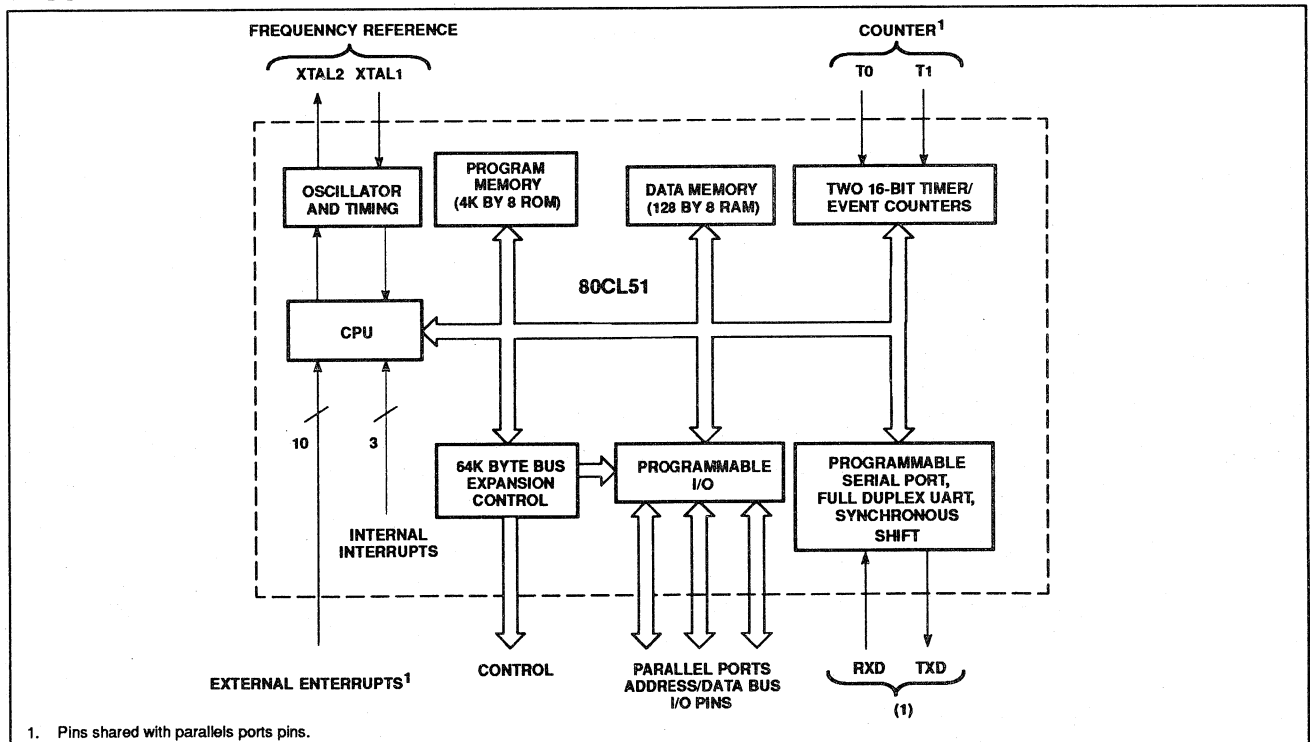 FREQUENNCY REFERENCE
COUNTER1
XTAL2 XTAL1
T0 T1
OSCILLATOR
AND TIMING
PROGRAM
MEMORY
(4K BY 8 ROM)
DATA MEMORY
(128 BY 8 RAM)
TWO 16-BIT TIMER/
EVENT COUNTERS
80CL51
CPU
10
3
INTERNAL
INTERRUPTS
64K BYTE BUS
EXPANSION
CONTROL
PROGRAMMABLE
I/O
PROGRAMMABLE
SERIAL PORT,
FULL DUPLEX UART,
SYNCHRONOUS
SHIFT
EXTERNAL ENTERRUPTS1
CONTROL
PARALLEL PORTS
ADDRESS/DATA BUS
I/O PINS
RXD TXD
(1)
1. Pins shared with parallels ports pins.